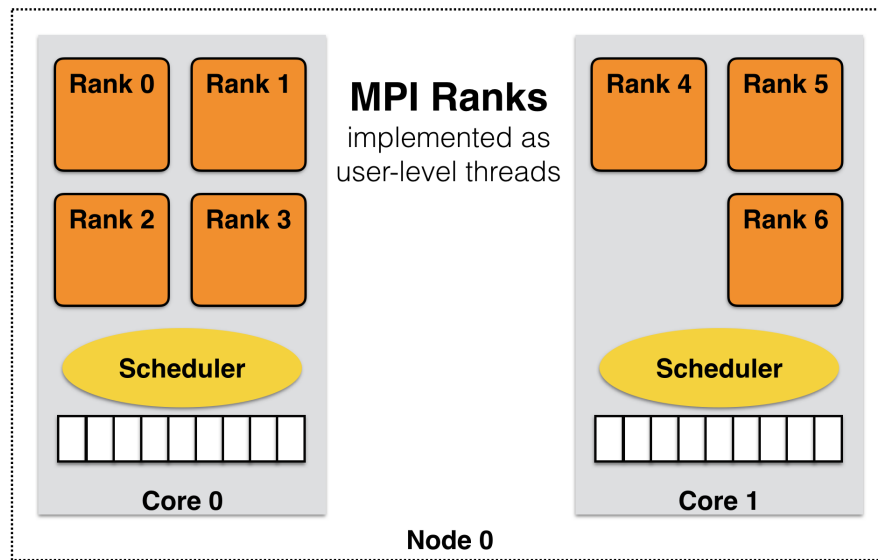 Rank 0
Rank 1
Rank 2
Rank 3
Scheduler
Core 0
MPI Ranks
implemented as
user-level threads
Rank 4
Rank 5
Rank 6
Scheduler
Core 1
Node 0